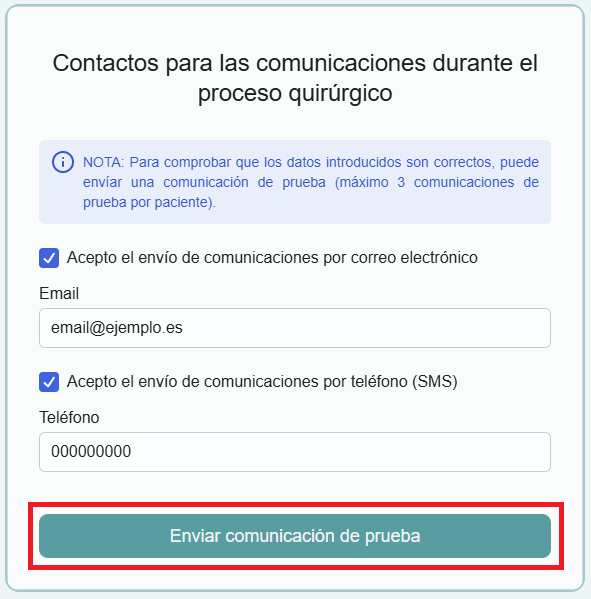 Contactos para las comunicaciones durante el
proceso quirúrgico
NOTA: Para comprobar que los datos introducidos son correctos, puede
envíar una comunicación de prueba (máximo 3 comunicaciones de
prueba por paciente).
Acepto el envío de comunicaciones por correo electrónico
Email
email@ejemplo.es
Acepto el envío de comunicaciones por teléfono (SMS)
Teléfono
000000000
Enviar comunicación de prueba